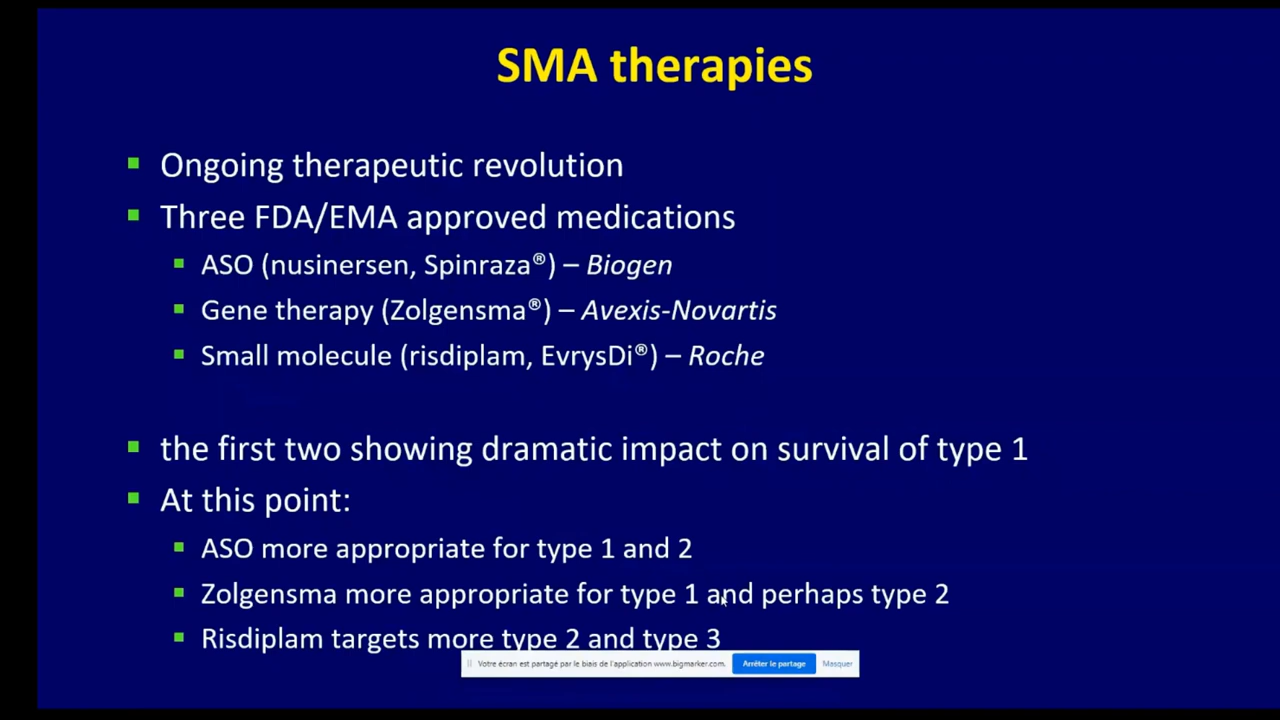 SMA therapies
Ongoing therapeutic revolution
Three FDA/EMA approved medications
ASO (nusinersen, Spinraza®) – Biogen
Gene therapy (Zolgensma®) – Avexis-Novartis
Small molecule (risdiplam, EvrysDi®) – Roche
the first two showing dramatic impact on survival of type 1
At this point:
ASO more appropriate for type 1 and 2
Zolgensma more appropriate for type 1 and perhaps type 2
Risdiplam targets more type 2 and type 3
Votre écran est partagé par le biais de l'application www.bigmarker.com. Arrêter le partage Masquer